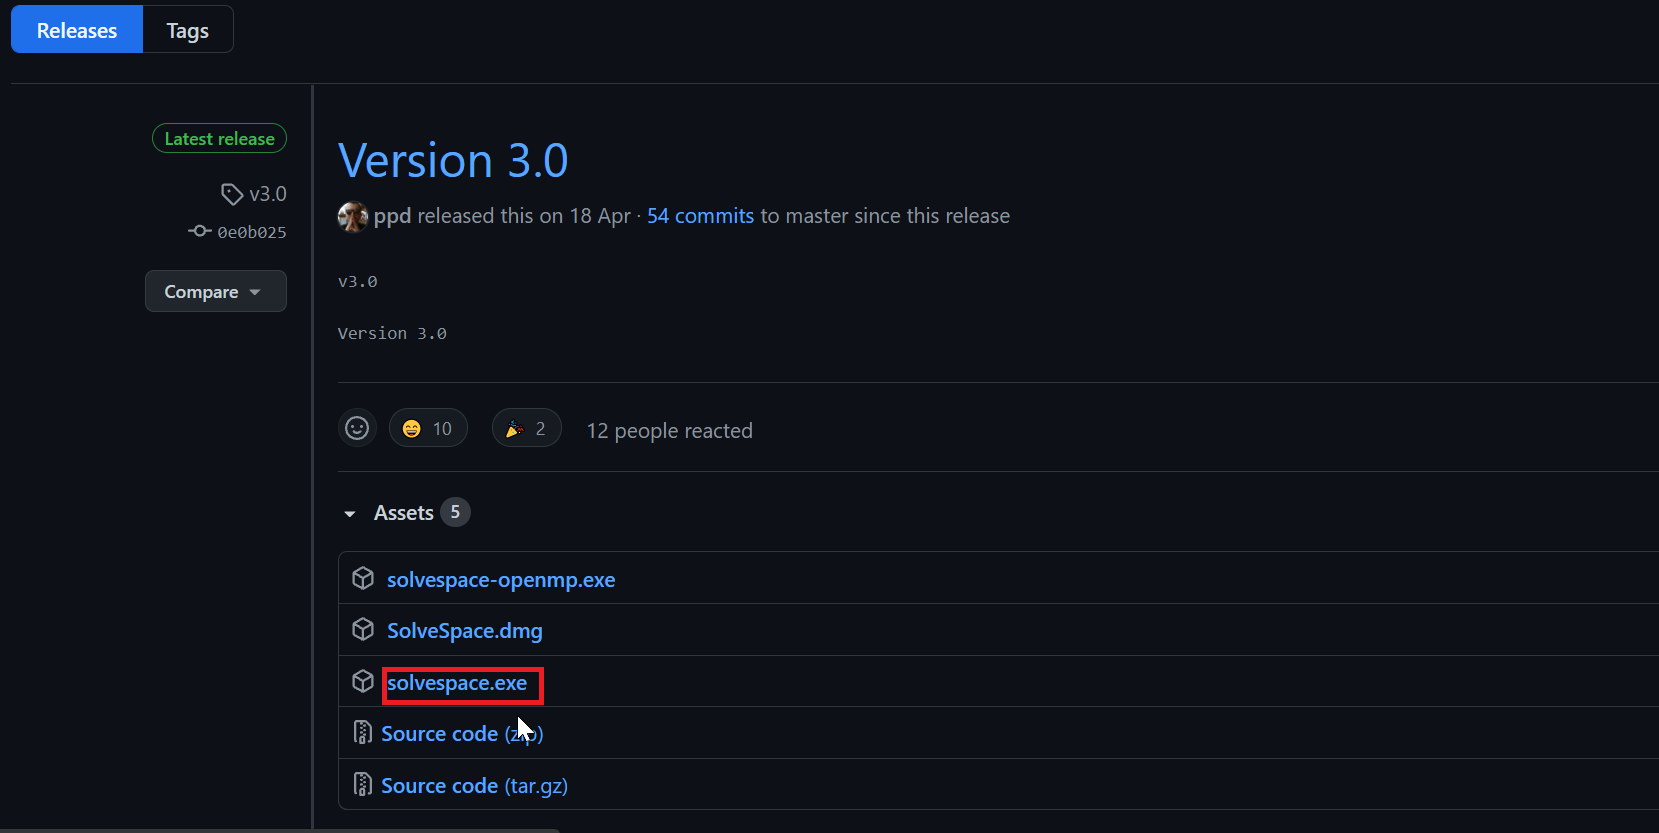 Releases Tags
Latest release
v3.0
0e0b025
Compare
Version 3.0
ppd released this on 18 Apr · 54 commits to master since this release
v3.0
Version 3.0
10 2 12 people reacted
Assets 5
solvespace-openmp.exe
SolveSpace.dmg
solvespace.exe
Source code (zip)
Source code (tar.gz)